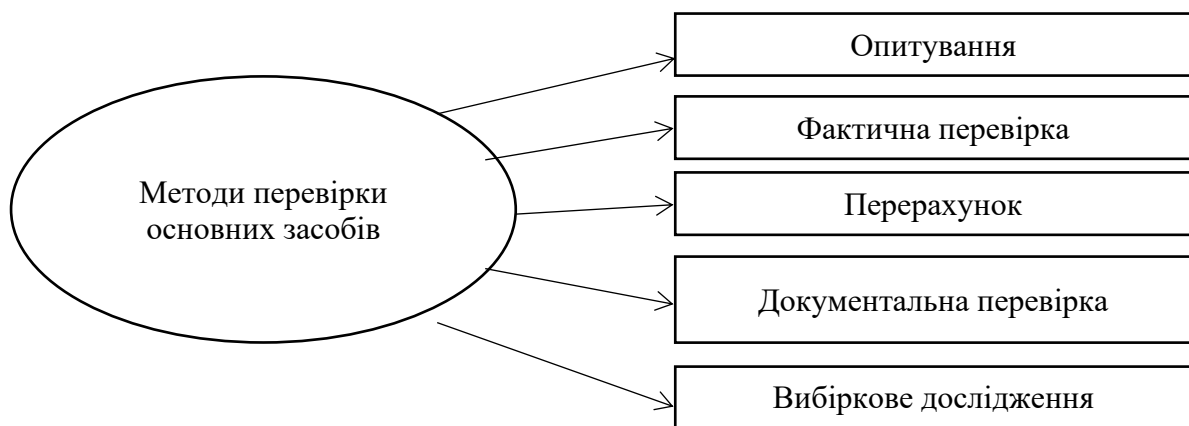 Методи перевірки
основних засобів
Опитування
Фактична перевірка
Перерахунок
Документальна перевірка
Вибіркове дослідження